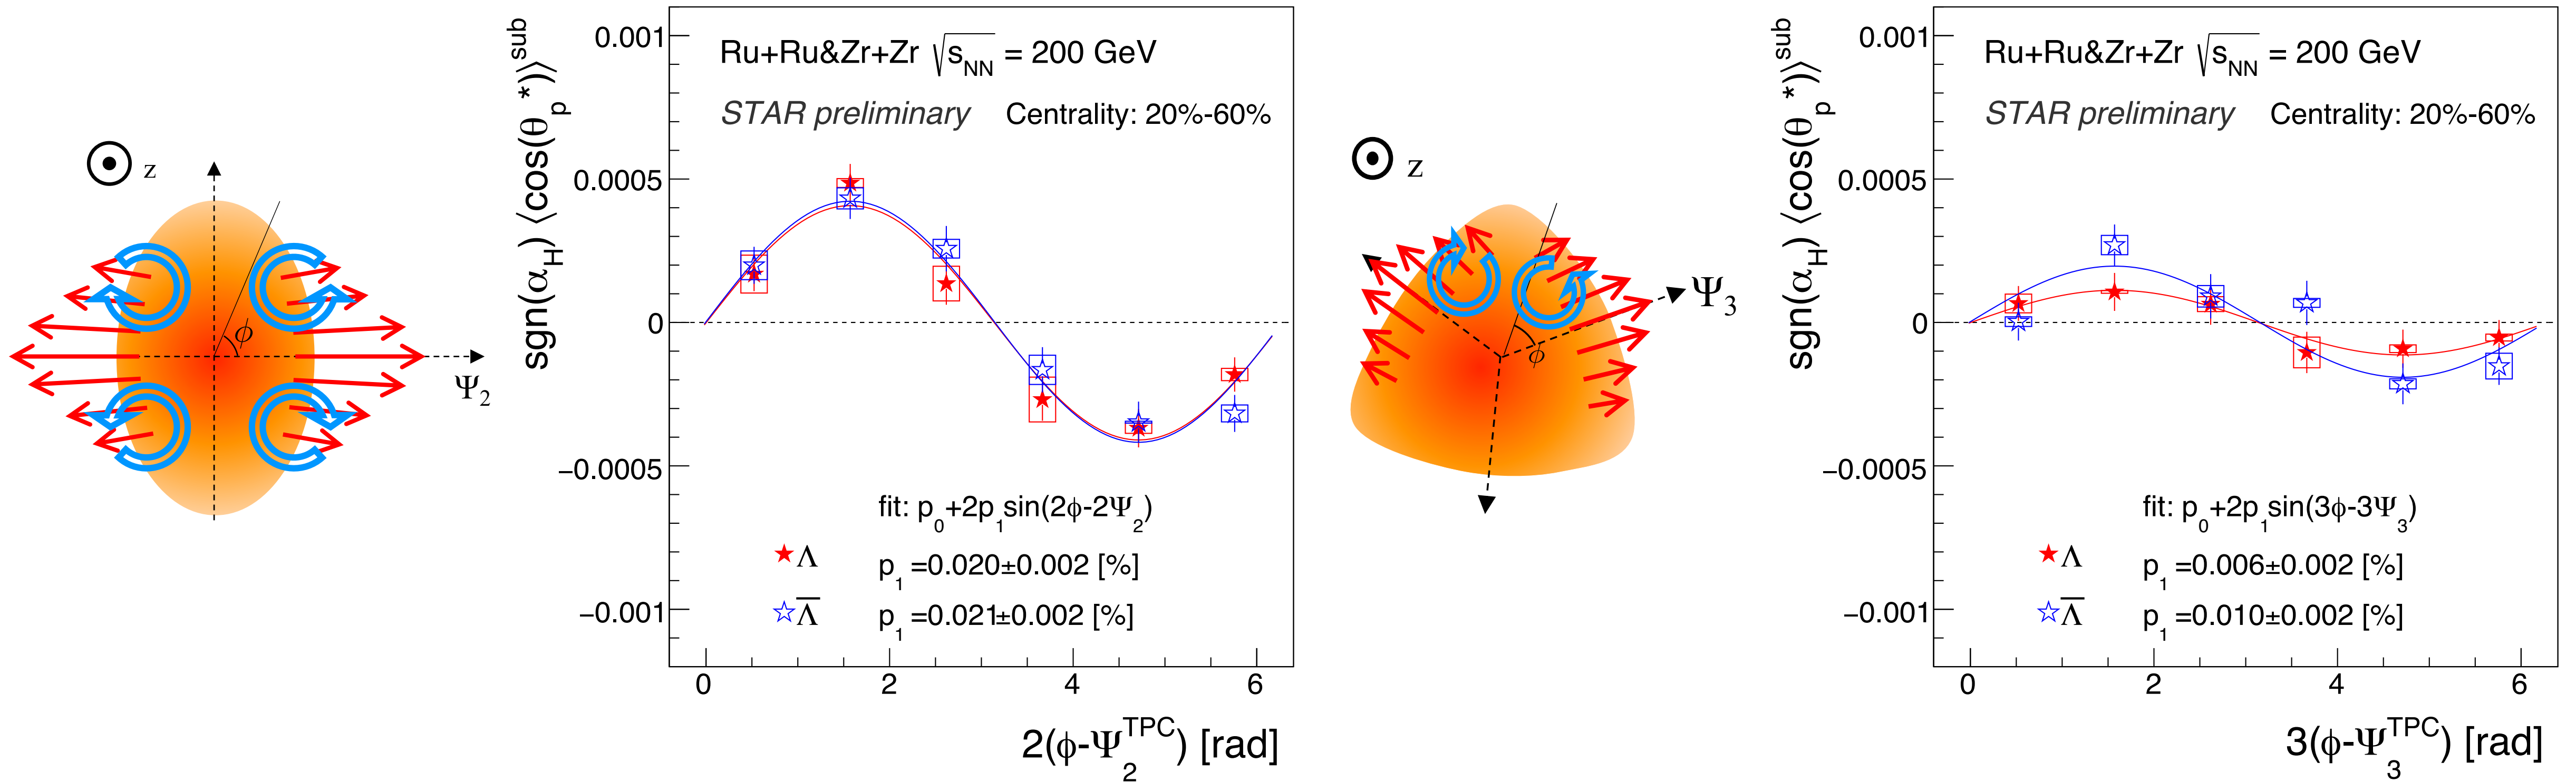 z
ϕ
Ψ2
sgn(αH) ⟨cos(θp*)⟩sub
0.001
0.0005
0
−0.0005
−0.001
Ru+Ru&Zr+Zr √sNN = 200 GeV
STAR preliminary Centrality: 20%-60%
fit: p0+2p1sin(2ϕ-2Ψ2)
Λ p1 =0.020±0.002 [%]
Λ̅ p1 =0.021±0.002 [%]
0 2 4 6
2(ϕ-Ψ2TPC) [rad]
z
Ψ3
ϕ
sgn(αH) ⟨cos(θp*)⟩sub
0.001
0.0005
0
−0.0005
−0.001
Ru+Ru&Zr+Zr √sNN = 200 GeV
STAR preliminary Centrality: 20%-60%
fit: p0+2p1sin(3ϕ-3Ψ3)
Λ p1 =0.006±0.002 [%]
Λ̅ p1 =0.010±0.002 [%]
0 2 4 6
3(ϕ-Ψ3TPC) [rad]